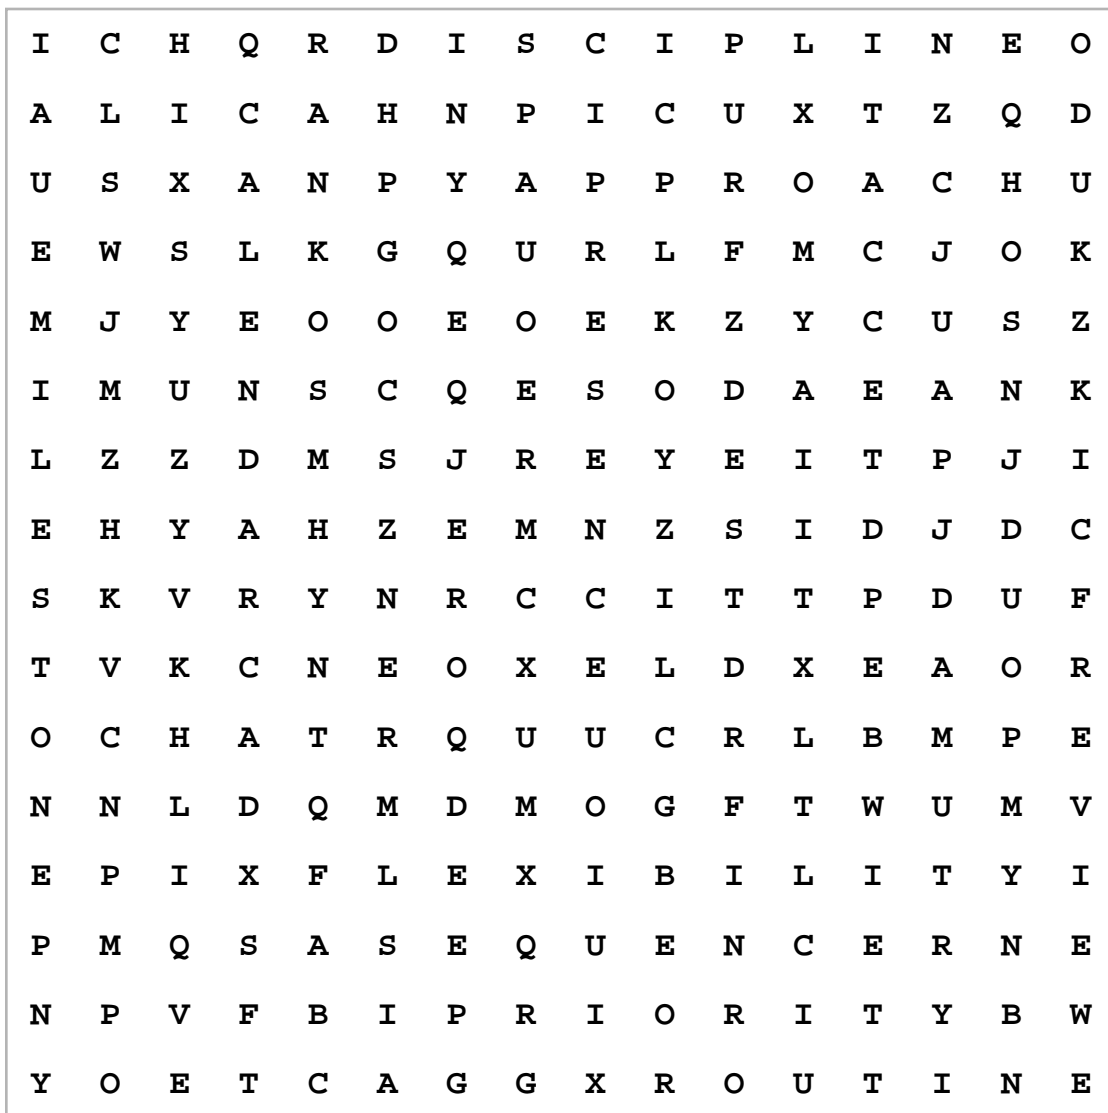 I C H Q R D I S C I P L I N E O
A L I C A H N P I C U X T Z Q D
U S X A N P Y A P P R O A C H U
E W S L K G Q U R L F M C J O K
M J Y E O O E O E K Z Y C U S Z
I M U N S C Q E S O D A E A N K
L Z Z D M S J R E Y E I T P J I
E H Y A H Z E M N Z S I D J D C
S K V R Y N R C C I T T P D U F
T V K C N E O X E L D X E A O R
O C H A T R Q U U C R L B M P E
N N L D Q M D M O G F T W U M V
E P I X F L E X I B I L I T Y I
P M Q S A S E Q U E N C E R N E
N P V F B I P R I O R I T Y B W
Y O E T C A G G X R O U T I N E